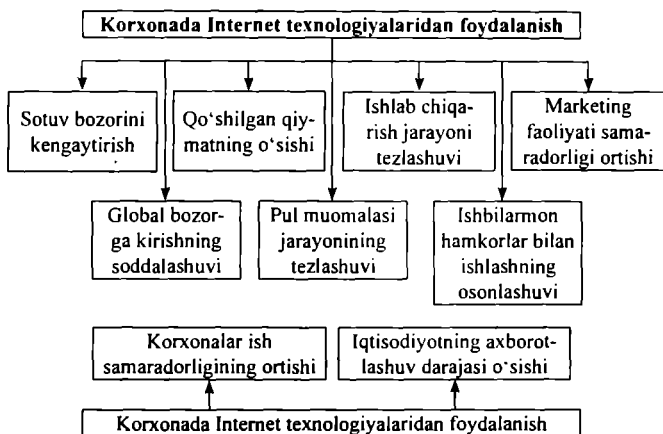 Korxonada Internet texnologiyalaridan foydalanish
Sotuv bozorini
kengaytirish
Qo‘shilgan qiy-
matning o‘sishi
Ishlab chiqa-
rish jarayoni
tezlashuvi
Marketing
faoliyati sama-
radorligi ortishi
Global bozor-
ga kirishning
soddalashuvi
Pul muomalasi
jarayonining
tezlashuvi
Ishbilarmon
hamkorlar bilan
ishlashning
osonlashuvi
Korxonalar ish
samaradorligining ortishi
Iqtisodiyotning axborot-
lashuv darajasi o‘sishi
Korxonada Internet texnologiyalaridan foydalanish